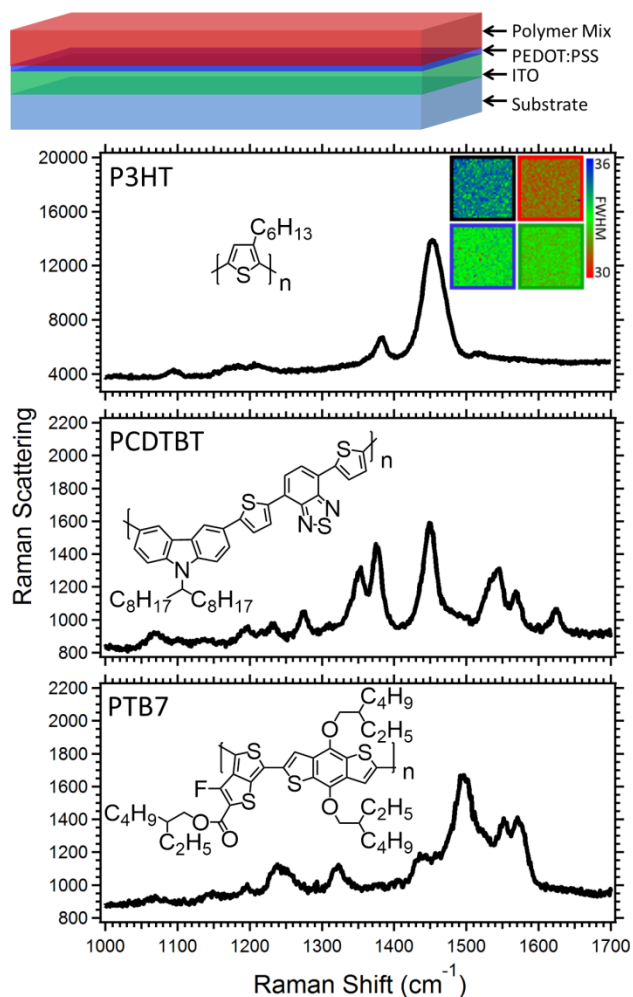 Polymer Mix
PEDOT:PSS
ITO
Substrate
Raman Scattering
20000
16000
12000
8000
4000
P3HT
C6H13
S
n
36
FWHM
30
2200
2000
1800
1600
1400
1200
1000
800
PCDTBT
S
n
S
N
S
N
N
C8H17 C8H17
2200
2000
1800
1600
1400
1200
1000
800
PTB7
C4H9
C2H5
O
S
S
n
F
S
S
C4H9
O
O
C2H5
O
C2H5
C4H9
1000 1100 1200 1300 1400 1500 1600 1700
Raman Shift (cm-1)